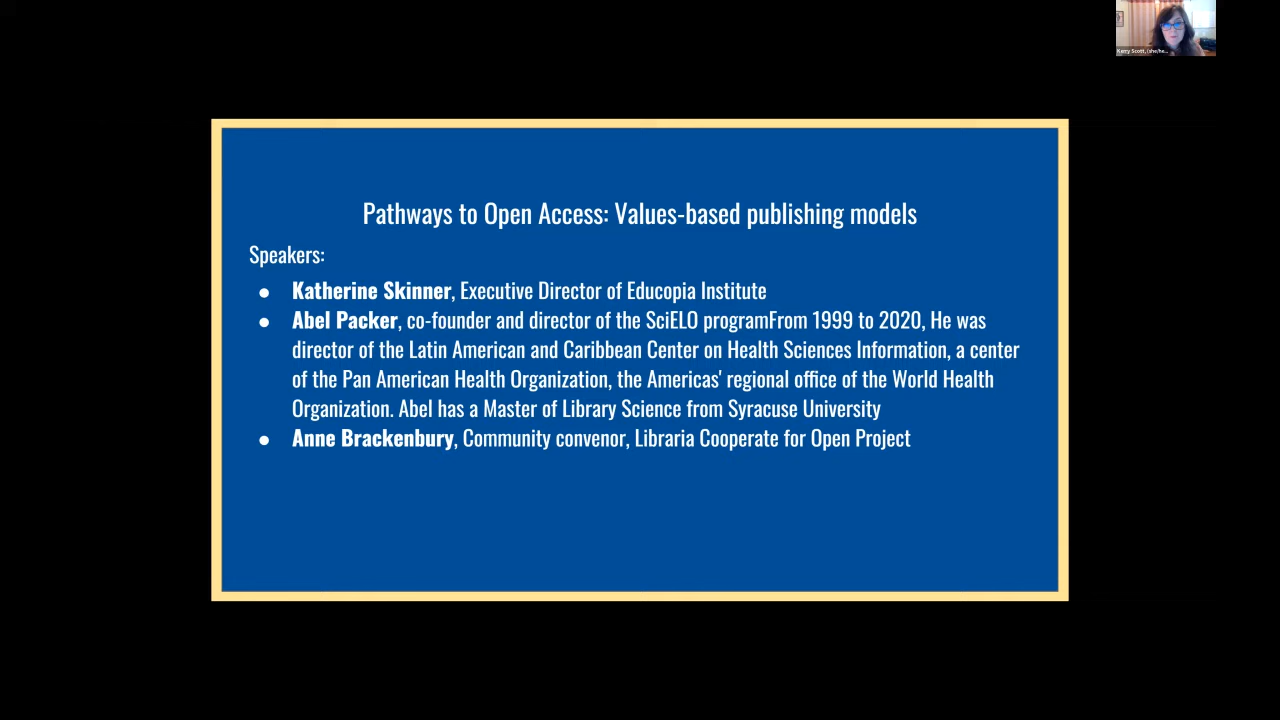 Kerry Scott, (she/he...
Pathways to Open Access: Values-based publishing models
Speakers:
● Katherine Skinner, Executive Director of Educopia Institute
● Abel Packer, co-founder and director of the SciELO programFrom 1999 to 2020, He was
director of the Latin American and Caribbean Center on Health Sciences Information, a center
of the Pan American Health Organization, the Americas' regional office of the World Health
Organization. Abel has a Master of Library Science from Syracuse University
● Anne Brackenbury, Community convenor, Libraria Cooperate for Open Project